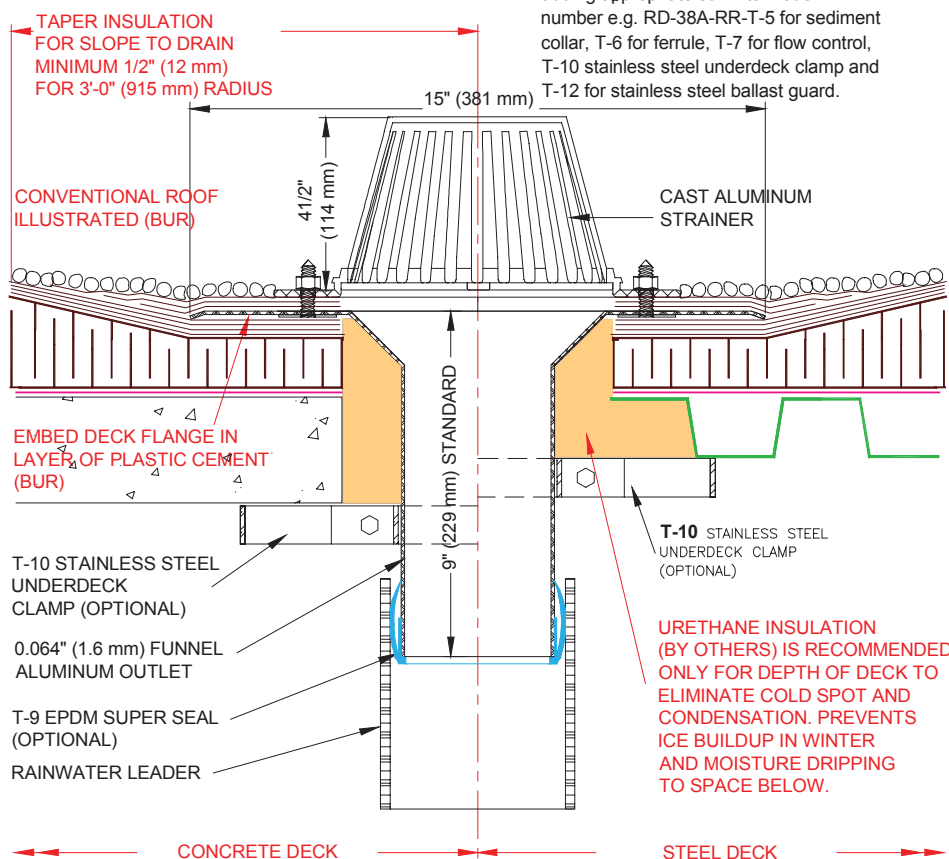 TAPER INSULATION
FOR SLOPE TO DRAIN
MINIMUM 1/2" (12 mm)
FOR 3'-0" (915 mm) RADIUS
number e.g. RD-38A-RR-T-5 for sediment
collar, T-6 for ferrule, T-7 for flow control,
T-10 stainless steel underdeck clamp and
T-12 for stainless steel ballast guard.
15" (381 mm)
41/2"
(114 mm)
CONVENTIONAL ROOF
ILLUSTRATED (BUR)
CAST ALUMINUM
STRAINER
9" (229 mm) STANDARD
EMBED DECK FLANGE IN
LAYER OF PLASTIC CEMENT
(BUR)
T-10 STAINLESS STEEL
UNDERDECK CLAMP
(OPTIONAL)
T-10 STAINLESS STEEL
UNDERDECK
CLAMP (OPTIONAL)
0.064" (1.6 mm) FUNNEL
ALUMINUM OUTLET
T-9 EPDM SUPER SEAL
(OPTIONAL)
RAINWATER LEADER
URETHANE INSULATION
(BY OTHERS) IS RECOMMENDED
ONLY FOR DEPTH OF DECK TO
ELIMINATE COLD SPOT AND
CONDENSATION. PREVENTS
ICE BUILDUP IN WINTER
AND MOISTURE DRIPPING
TO SPACE BELOW.
CONCRETE DECK
STEEL DECK